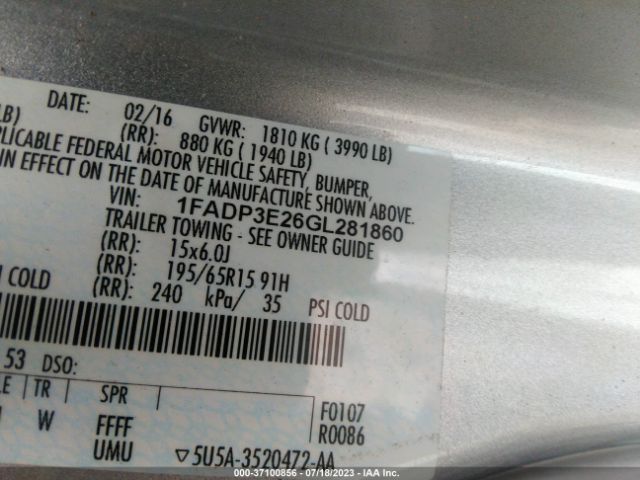 DATE: 02/16 GVWR: 1810 KG ( 3990 LB)
LB) (RR): 880 KG ( 1940 LB)
PLICABLE FEDERAL MOTOR VEHICLE SAFETY, BUMPER,
IN EFFECT ON THE DATE OF MANUFACTURE SHOWN ABOVE.
VIN: 1FADP3E26GL281860
TRAILER TOWING - SEE OWNER GUIDE
(RR): 15x6.0J
(RR): 195/65R15 91H
I COLD (RR): 240 kPa/ 35 PSI COLD
53 DSO:
LE TR SPR F0107
W FFFF R0086
UMU 5U5A-3520472-AA
© Image - 37100856 - 07/18/2023 - IAA Inc.